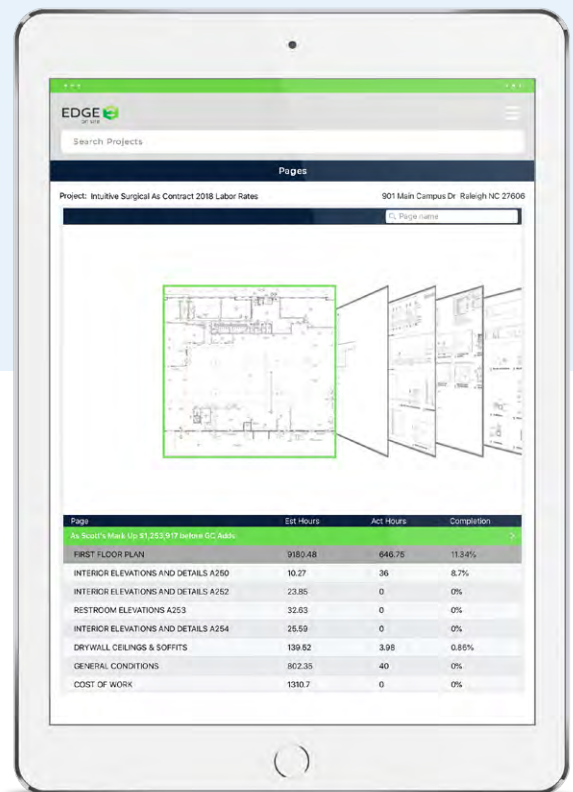 EDGE
ON SITE
Search Projects
Pages
Project: Intuitive Surgical As Contract 2018 Labor Rates 901 Main Campus Dr Raleigh NC 27606
Page name
Page Est Hours Act Hours Completion
As Scott's Mark Up $1,253,917 before GC Adds
FIRST FLOOR PLAN 9180.48 646.75 11.34%
INTERIOR ELEVATIONS AND DETAILS A250 10.27 36 8.7%
INTERIOR ELEVATIONS AND DETAILS A252 23.85 0 0%
RESTROOM ELEVATIONS A253 32.63 0 0%
INTERIOR ELEVATIONS AND DETAILS A254 25.59 0 0%
DRYWALL CEILINGS & SOFFITS 139.62 3.98 0.86%
GENERAL CONDITIONS 802.35 40 0%
COST OF WORK 1310.7 0 0%